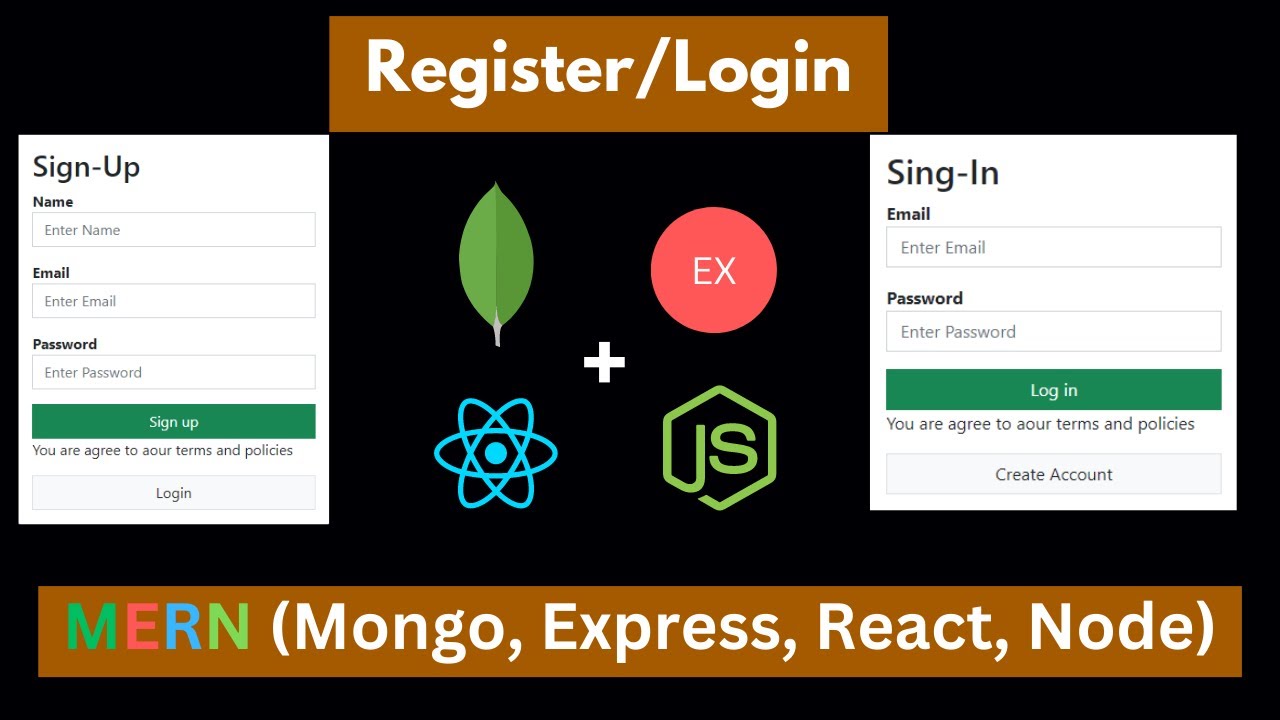 Register/Login
Sign-Up
Name
Enter Name
Email
Enter Email
Password
Enter Password
Sign up
You are agree to aour terms and policies
Login
EX
JS
Sing-In
Email
Enter Email
Password
Enter Password
Log in
You are agree to aour terms and policies
Create Account
MERN (Mongo, Express, React, Node)